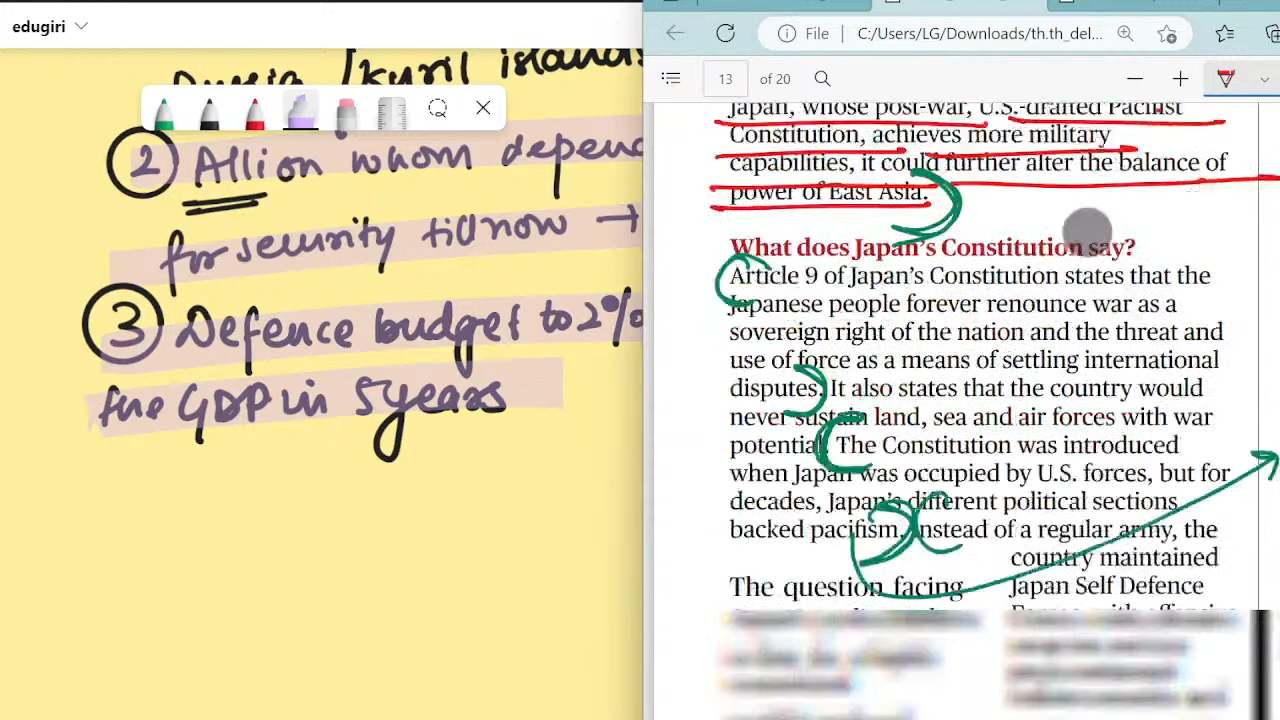 edugiri
Russia / Kuril islands
② Alli on whom depend
for security till now →
③ Defence budget to 2%
the GDP in 5 years
File
C:/Users/LG/Downloads/th.th_del...
13 of 20
Japan, whose post-war, U.S.-drafted Pacifist
Constitution, achieves more military
capabilities, it could further alter the balance of
power of East Asia.
What does Japan's Constitution say?
Article 9 of Japan's Constitution states that the
Japanese people forever renounce war as a
sovereign right of the nation and the threat and
use of force as a means of settling international
disputes. It also states that the country would
never sustain land, sea and air forces with war
potential. The Constitution was introduced
when Japan was occupied by U.S. forces, but for
decades, Japan's different political sections
backed pacifism. Instead of a regular army, the
country maintained
Japan Self Defence
The question facing